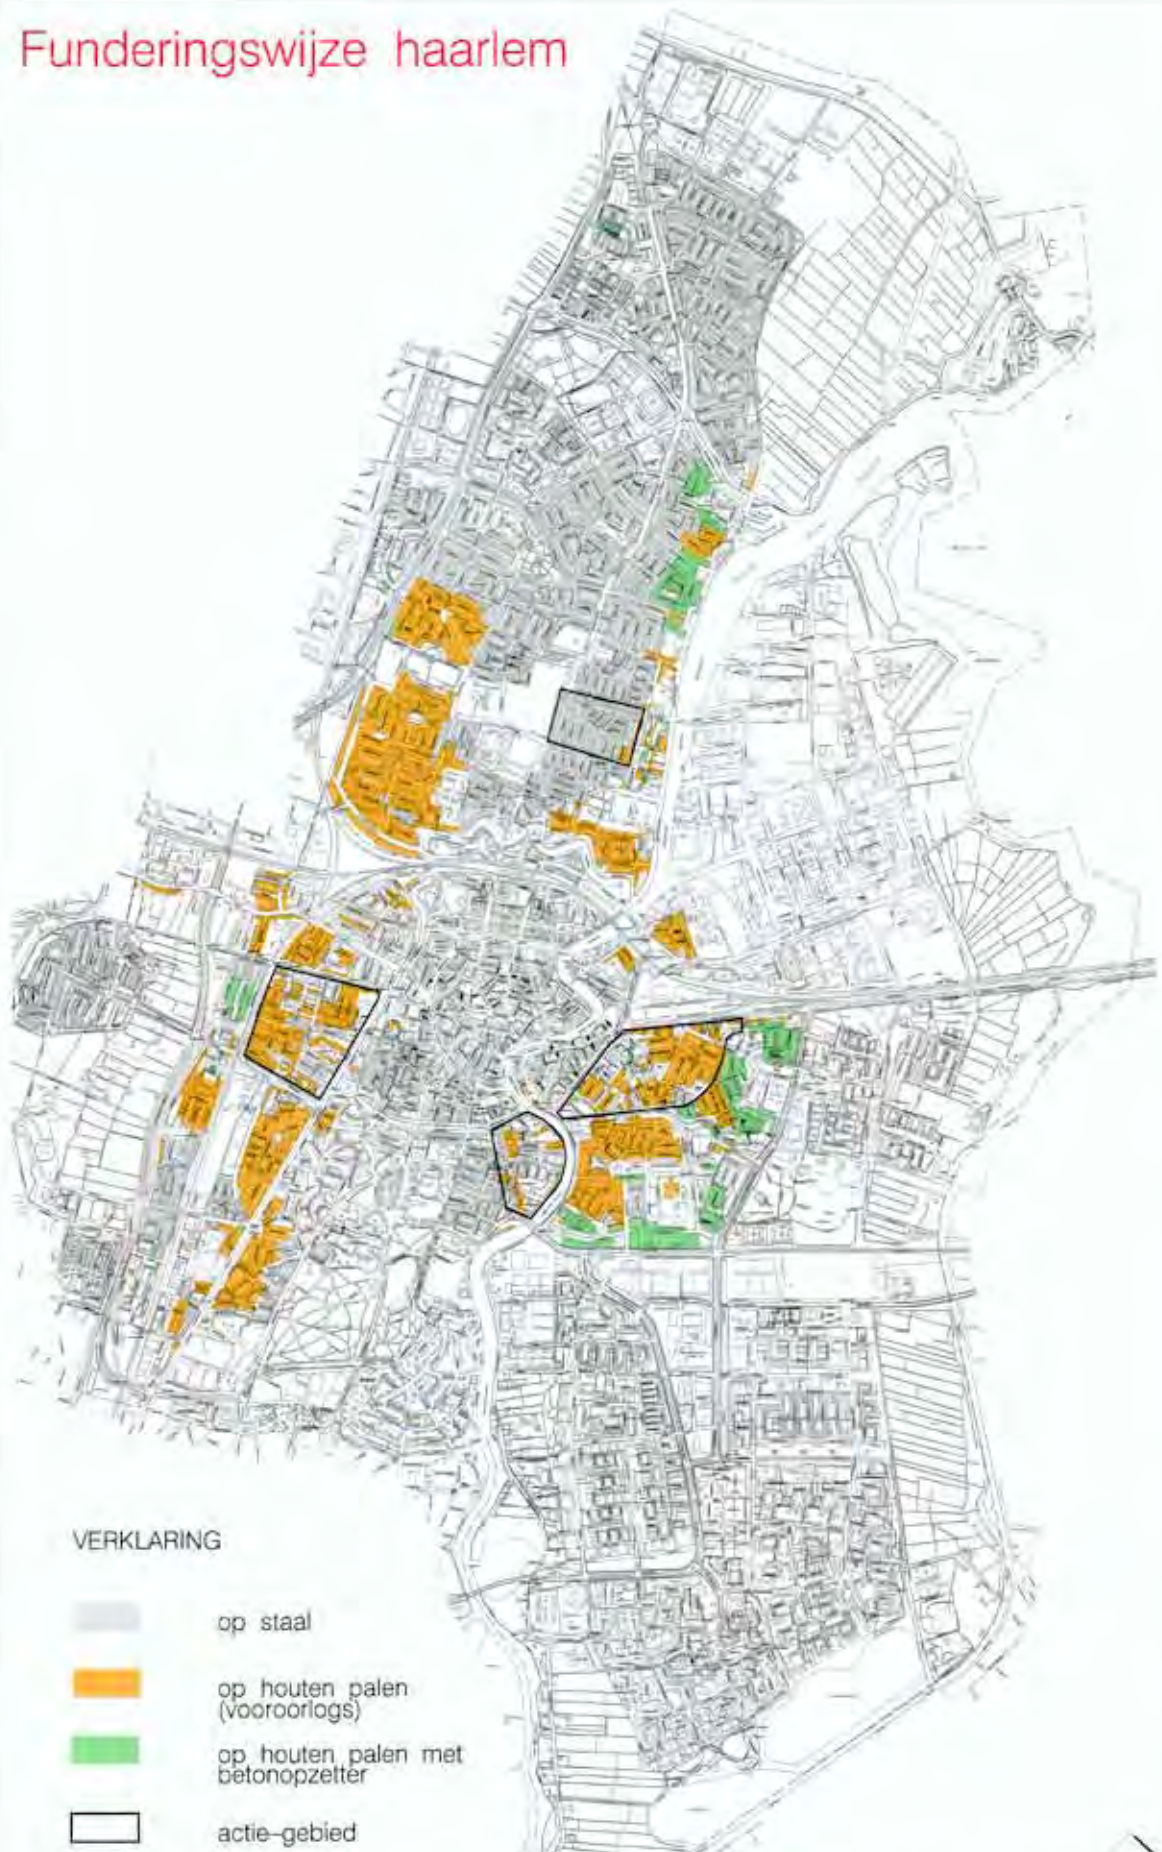 Funderingswijze haarlem
VERKLARING
op staal
op houten palen
(vooroorlogs)
op houten palen met
betonopzetter
actie-gebied